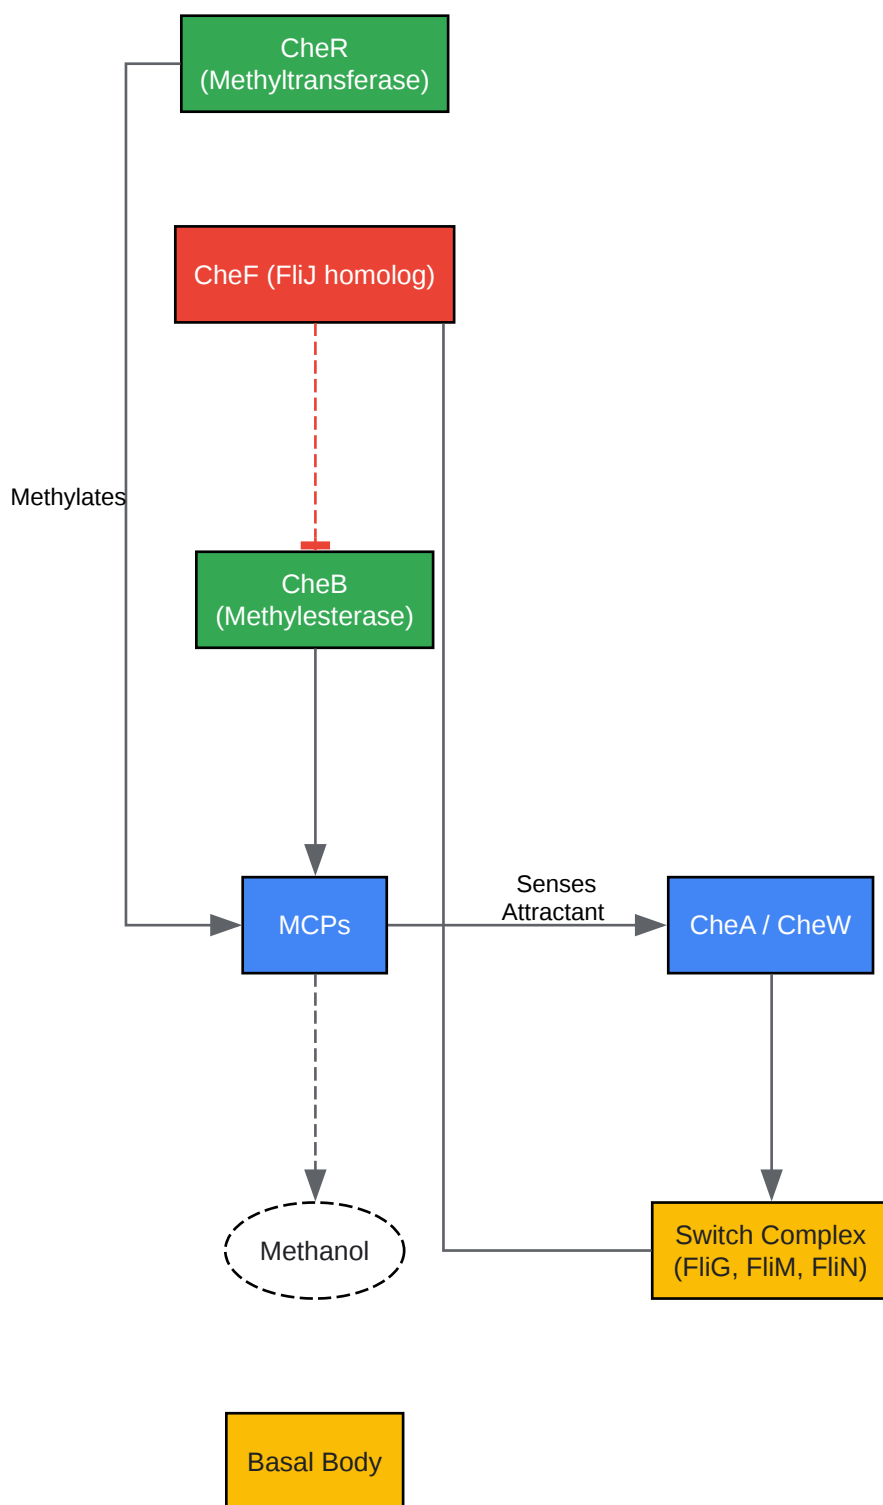 CheR
(Methyltransferase)
CheF (FliJ homolog)
Methylates
CheB
(Methylesterase)
Senses
Attractant
MCPs
CheA / CheW
Methanol
Switch Complex
(FliG, FliM, FliN)
Basal Body